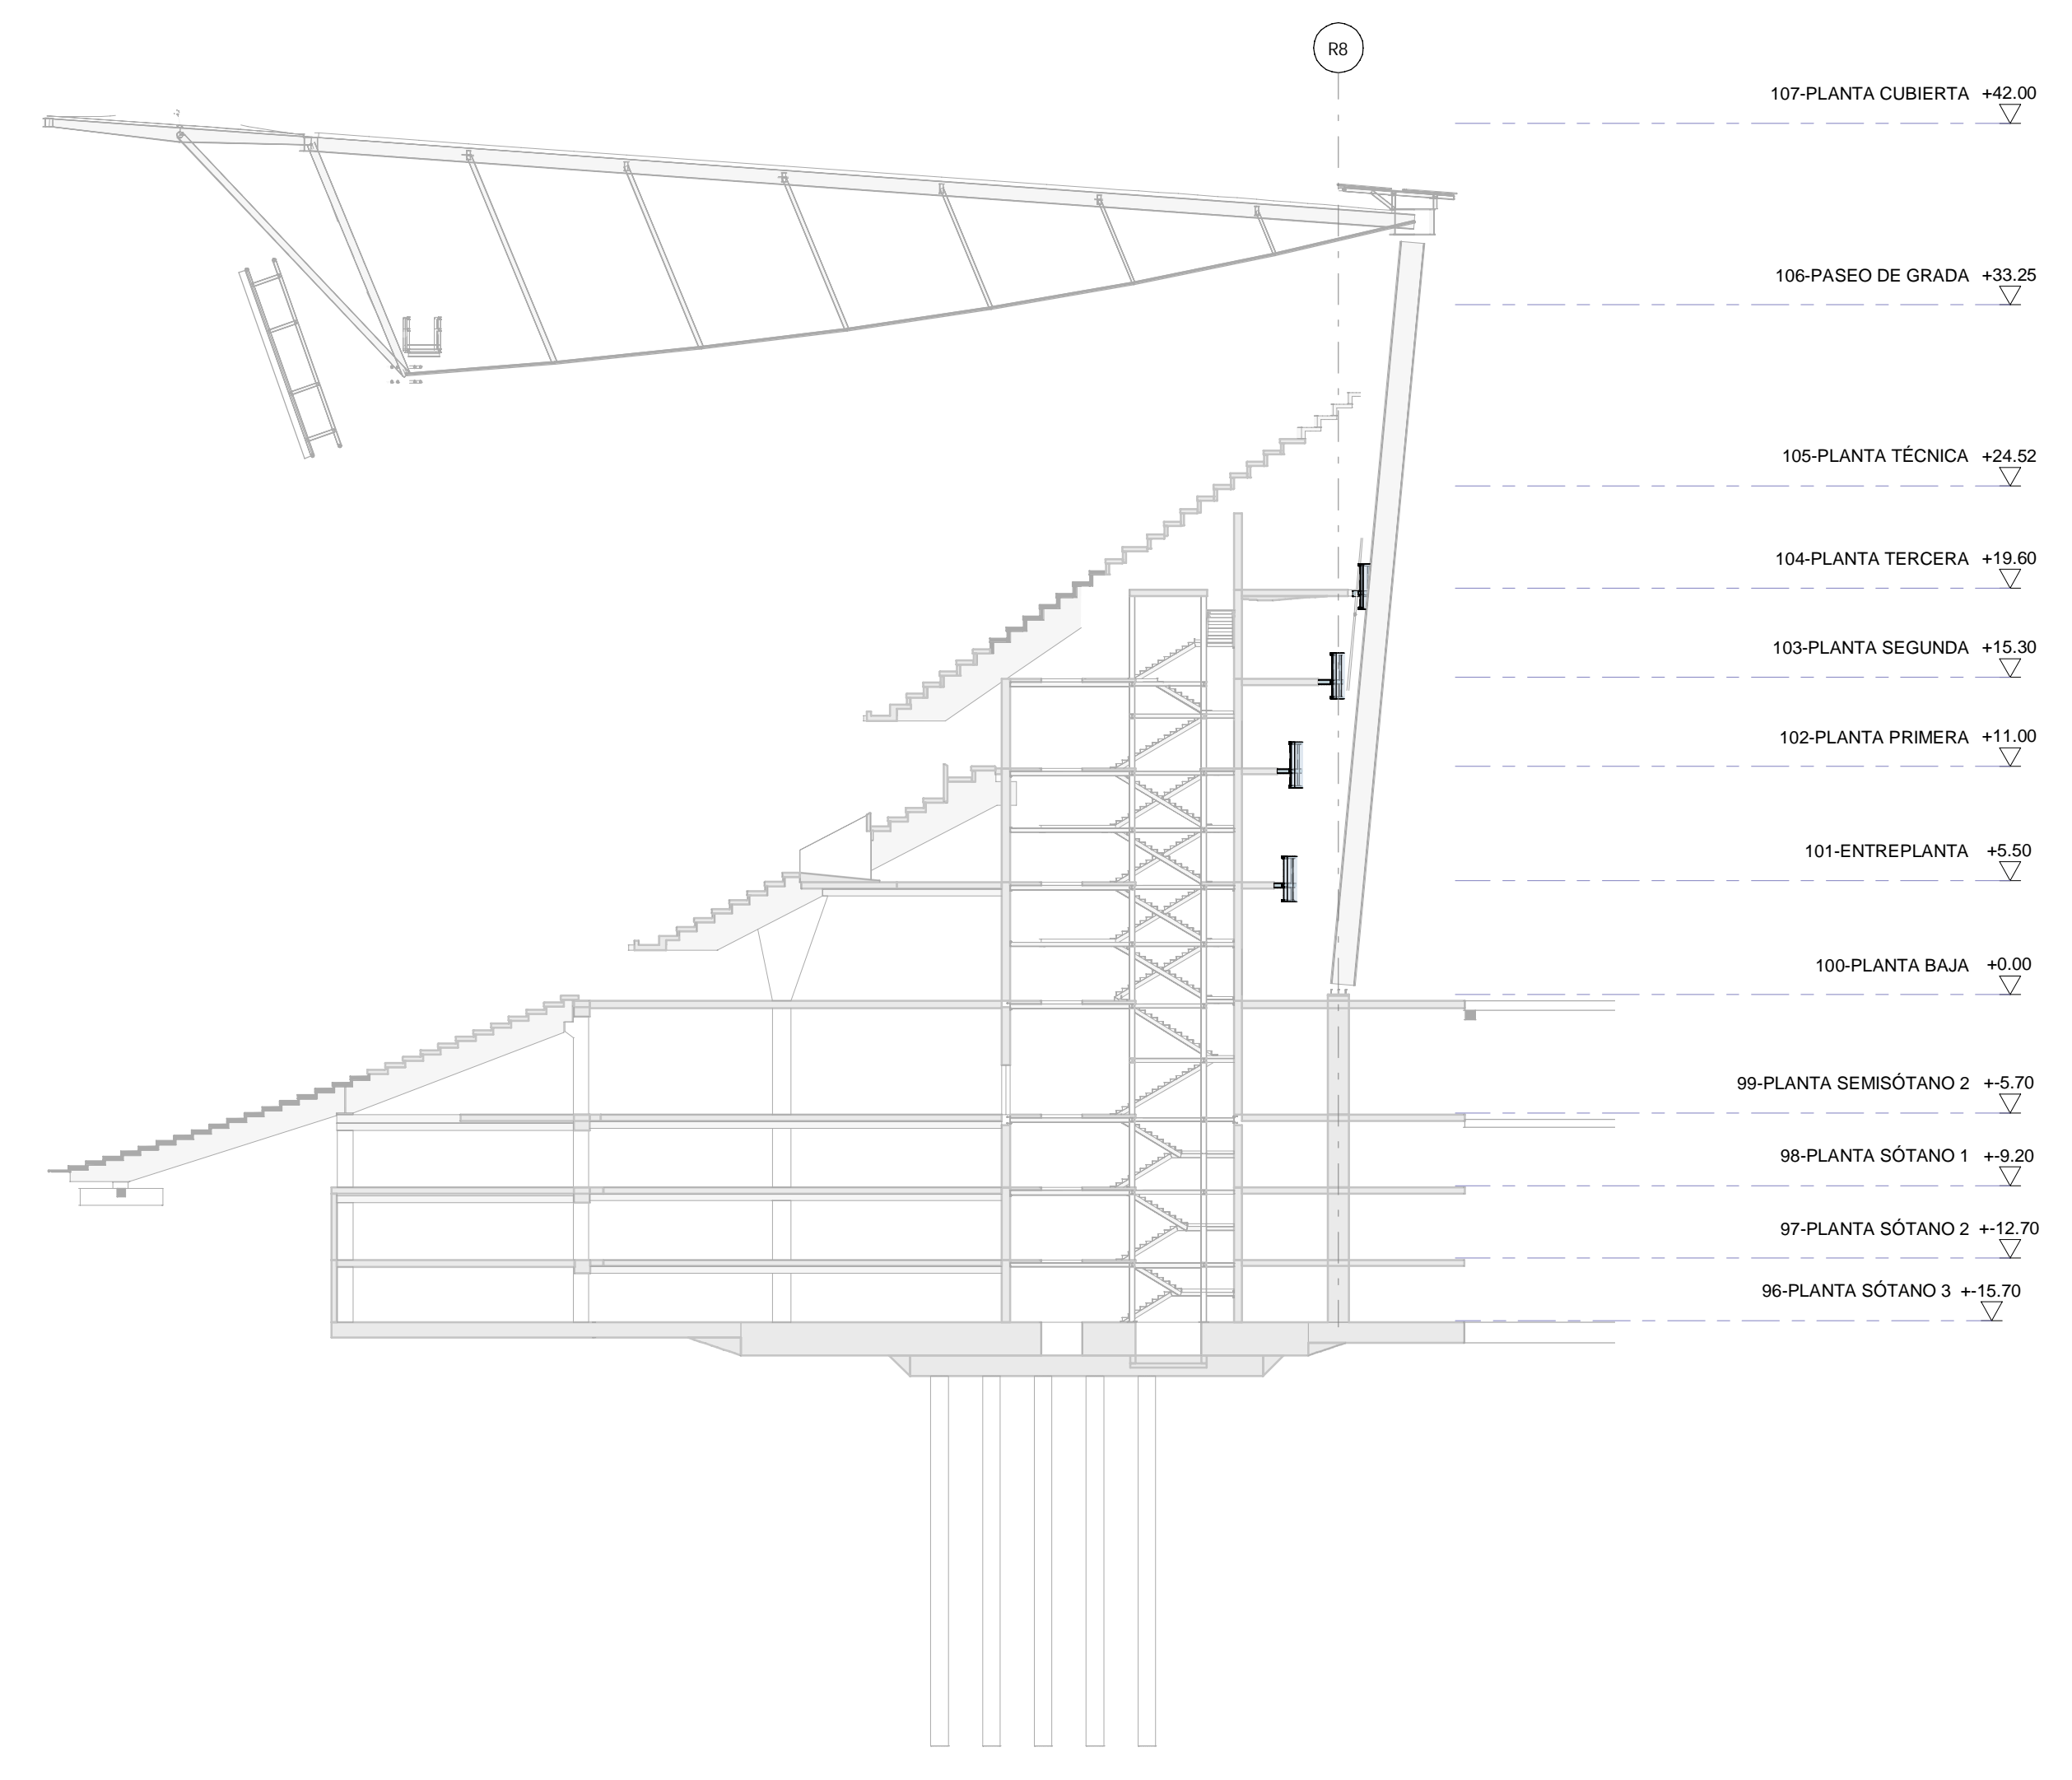 R8
107-PLANTA CUBIERTA +42.00
106-PASEO DE GRADA +33.25
105-PLANTA TÉCNICA +24.52
104-PLANTA TERCERA +19.60
103-PLANTA SEGUNDA +15.30
102-PLANTA PRIMERA +11.00
101-ENTREPLANTA +5.50
100-PLANTA BAJA +0.00
99-PLANTA SEMISÓTANO 2 +-5.70
98-PLANTA SÓTANO 1 +-9.20
97-PLANTA SÓTANO 2 +-12.70
96-PLANTA SÓTANO 3 +-15.70